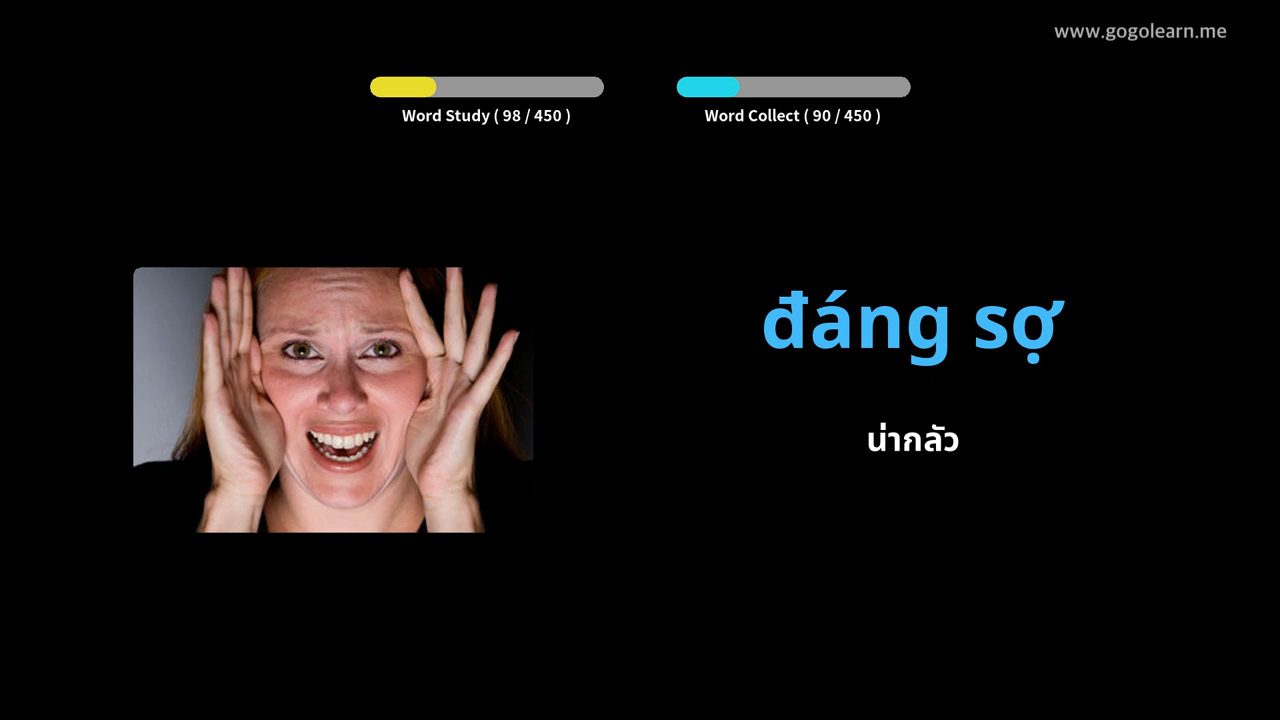 www.gogolearn.me
Word Study ( 98 / 450 )
Word Collect ( 90 / 450 )
đáng sợ
น่ากลัว